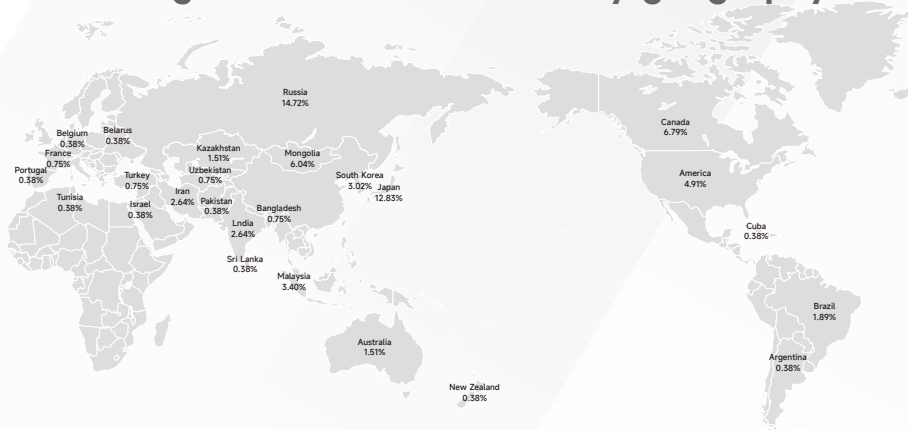 Russia
14.72%
Canada
6.79%
Belgium
0.38%
Belarus
0.38%
France
0.75%
Kazakhstan
1.51%
Mongolia
6.04%
Portugal
0.38%
Turkey
0.75%
Uzbekistan
0.75%
South Korea
3.02%
Japan
12.83%
America
4.91%
Tunisia
0.38%
Israel
0.38%
Iran
2.64%
Pakistan
0.38%
Bangladesh
0.75%
Lndia
2.64%
Cuba
0.38%
Sri Lanka
0.38%
Malaysia
3.40%
Brazil
1.89%
Australia
1.51%
Argentina
0.38%
New Zealand
0.38%